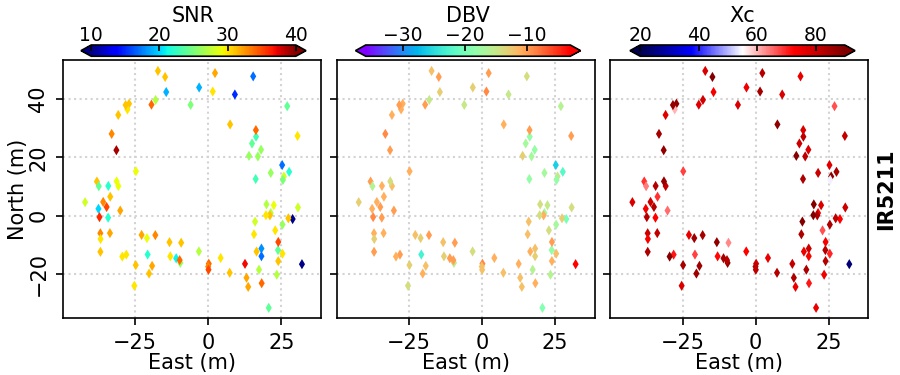 SNR DBV Xc
10 20 30 40 −30 −20 −10 20 40 60 80
40
20
0
−20
North (m)
IR5211
−25 0 25 −25 0 25 −25 0 25
East (m) East (m) East (m)